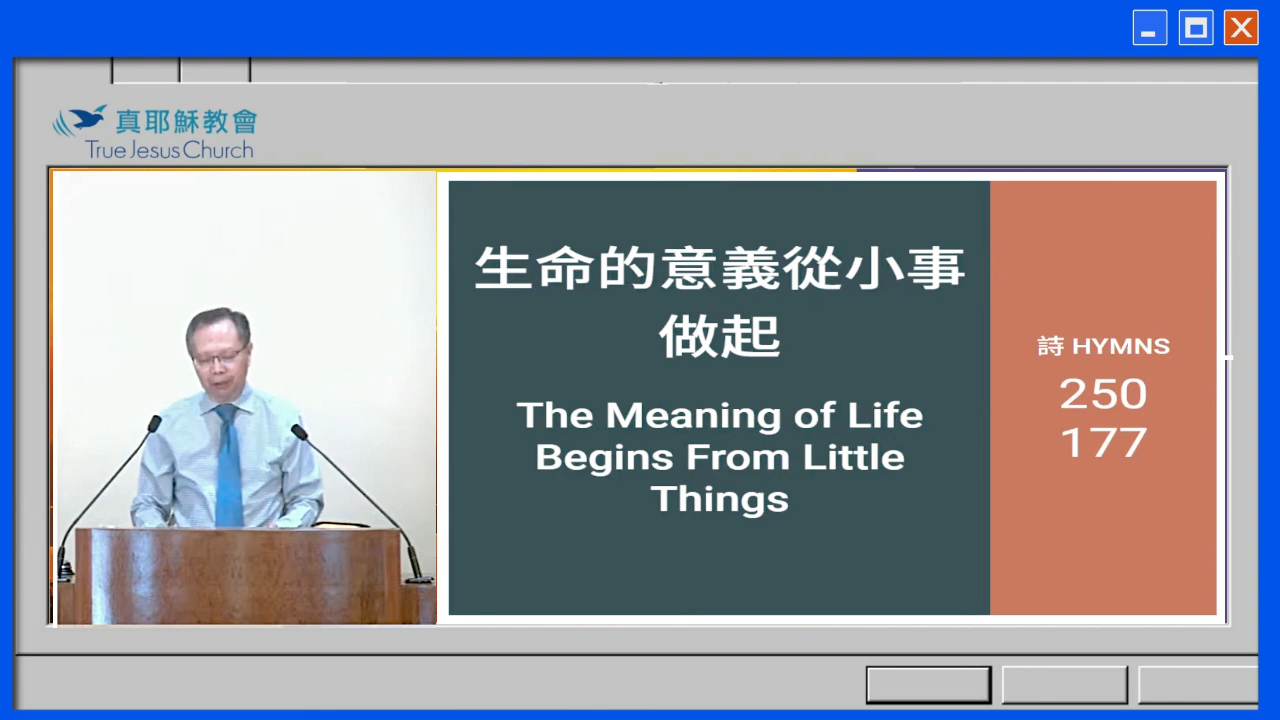 真耶穌教會
True Jesus Church
生命的意義從小事
做起
The Meaning of Life
Begins From Little
Things
詩 HYMNS
250
177